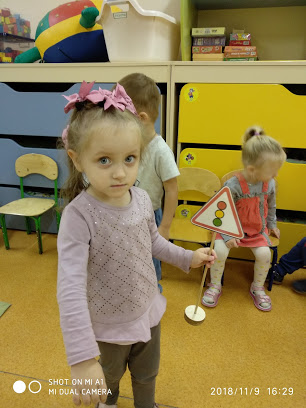 SHOT ON MI A1
MI DUAL CAMERA
2018/11/9 16:29